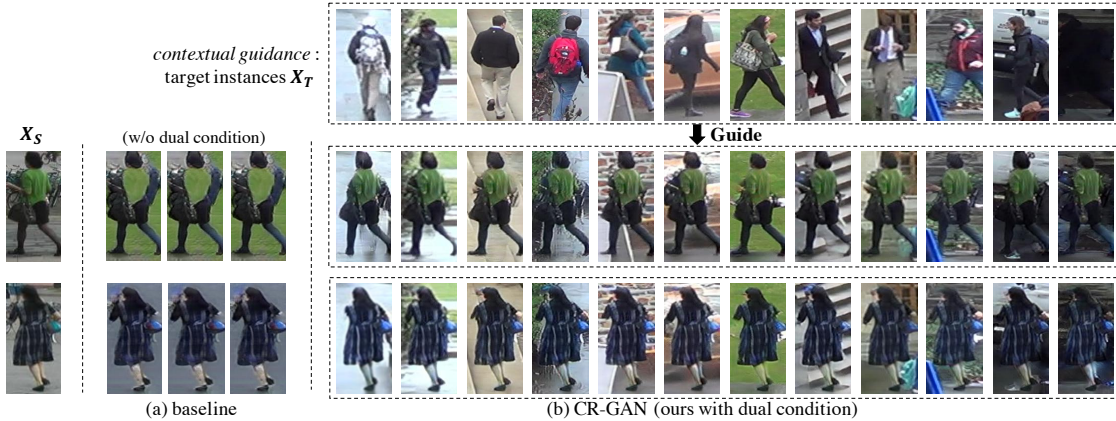 contextual guidance :
target instances X_T
Guide
X_S
(w/o dual condition)
(a) baseline
(b) CR-GAN (ours with dual condition)